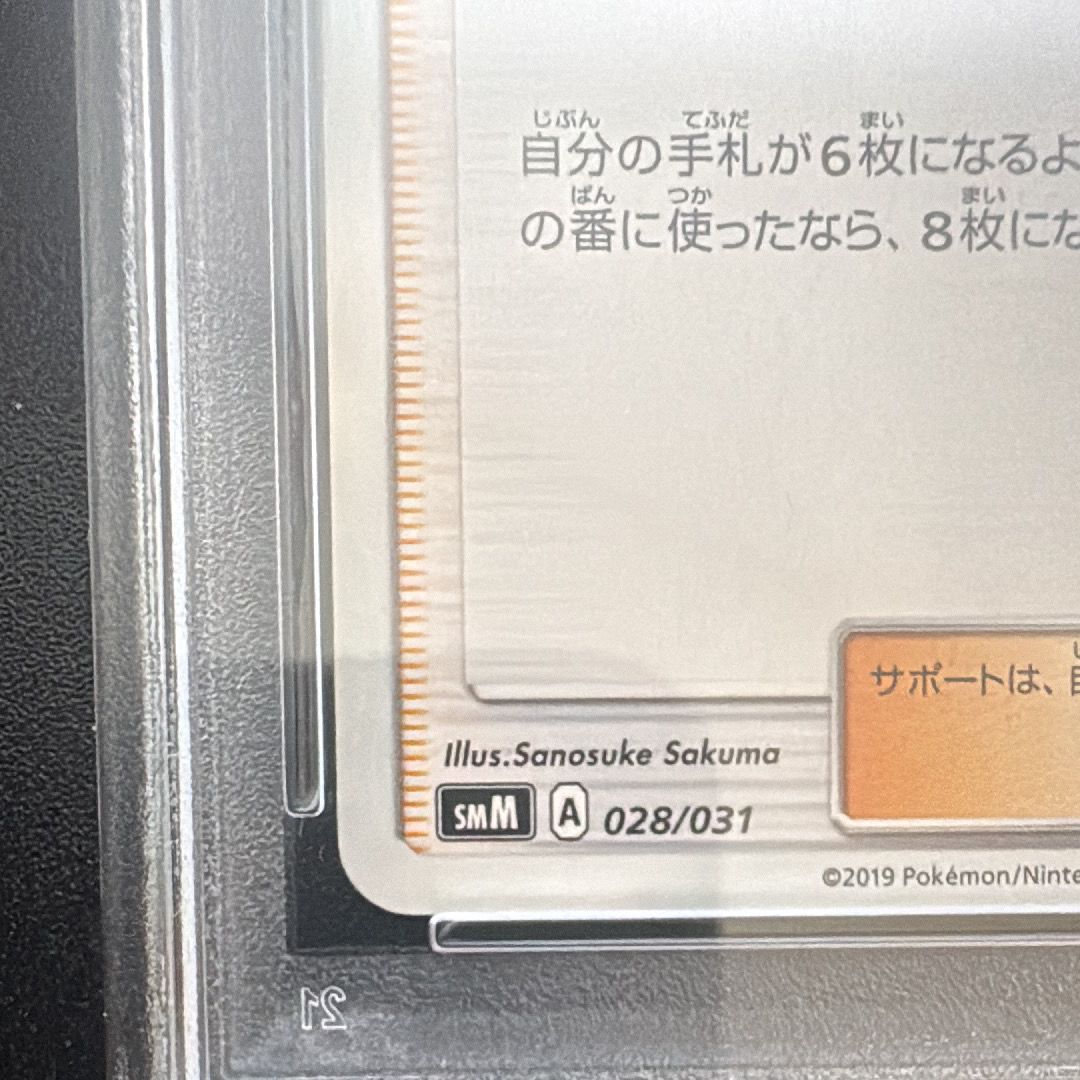 じぶん てふだ まい
自分の手札が6枚になるよ
ばん つか まい
の番に使ったなら、8枚にな
サポートは、
Illus.Sanosuke Sakuma
SMM A 028/031
©2019 Pokémon/Ninte
21